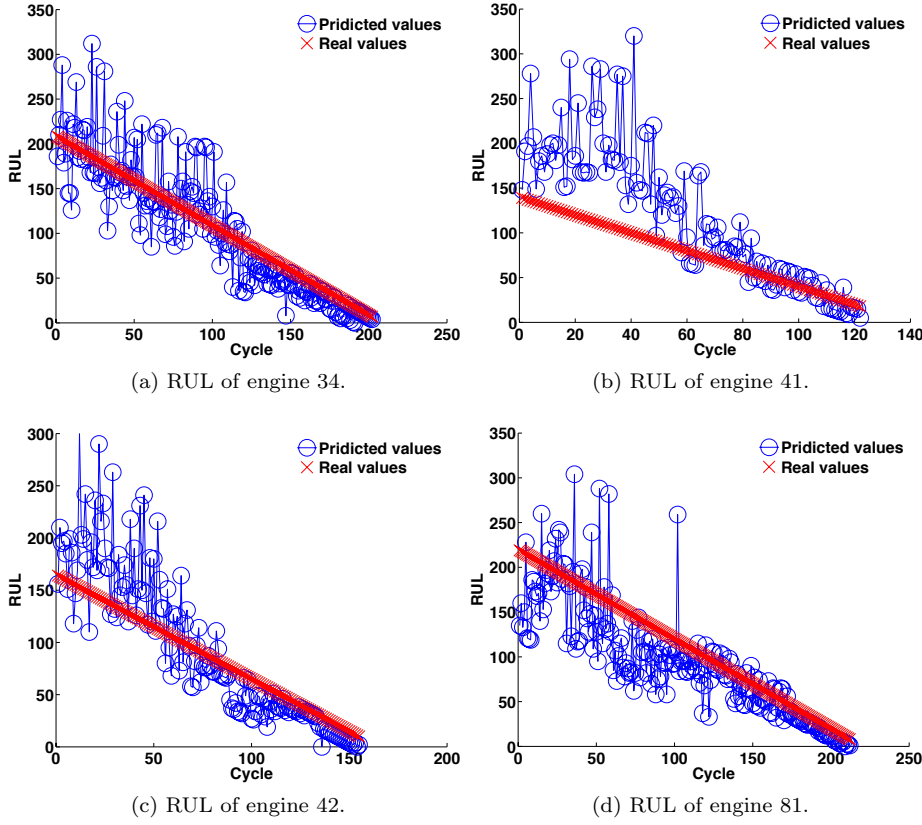 350
300
250
200
150
100
50
0
RUL
Pridicted values
Real values
0 50 100 150 200 250
Cycle
(a) RUL of engine 34.
350
300
250
200
150
100
50
0
RUL
Pridicted values
Real values
0 20 40 60 80 100 120 140
Cycle
(b) RUL of engine 41.
300
250
200
150
100
50
0
RUL
Pridicted values
Real values
0 50 100 150 200
Cycle
(c) RUL of engine 42.
350
300
250
200
150
100
50
0
RUL
Pridicted values
Real values
0 50 100 150 200 250
Cycle
(d) RUL of engine 81.